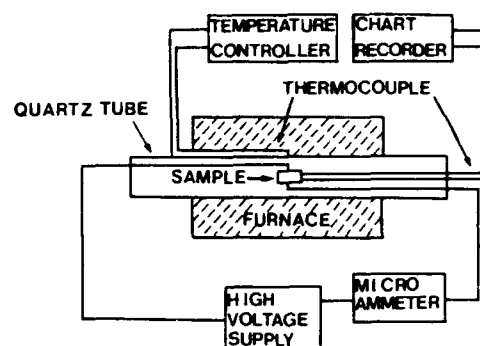 TEMPERATURE
CONTROLLER
CHART
RECORDER
THERMOCOUPLE
QUARTZ TUBE
SAMPLE
FURNACE
HIGH
VOLTAGE
SUPPLY
MICRO
AMMETER